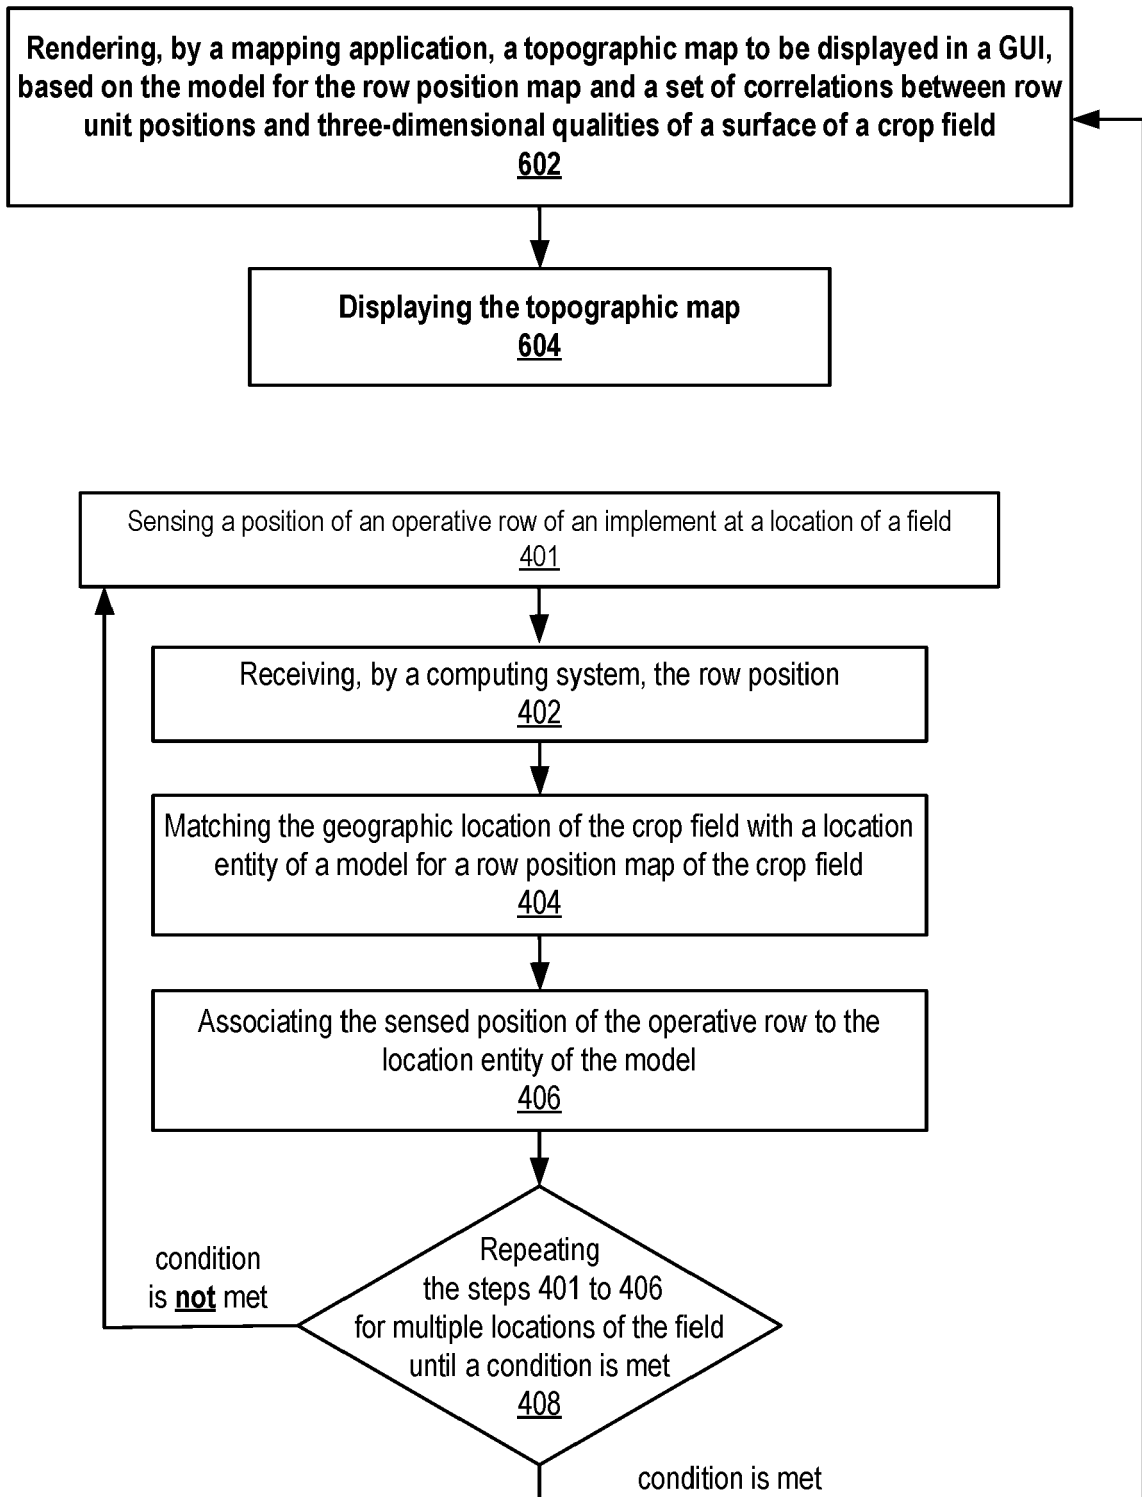 Rendering, by a mapping application, a topographic map to be displayed in a GUI,
based on the model for the row position map and a set of correlations between row
unit positions and three-dimensional qualities of a surface of a crop field
602
Displaying the topographic map
604
Sensing a position of an operative row of an implement at a location of a field
401
Receiving, by a computing system, the row position
402
Matching the geographic location of the crop field with a location
entity of a model for a row position map of the crop field
404
Associating the sensed position of the operative row to the
location entity of the model
406
condition
is not met
Repeating
the steps 401 to 406
for multiple locations of the field
until a condition is met
408
condition is met